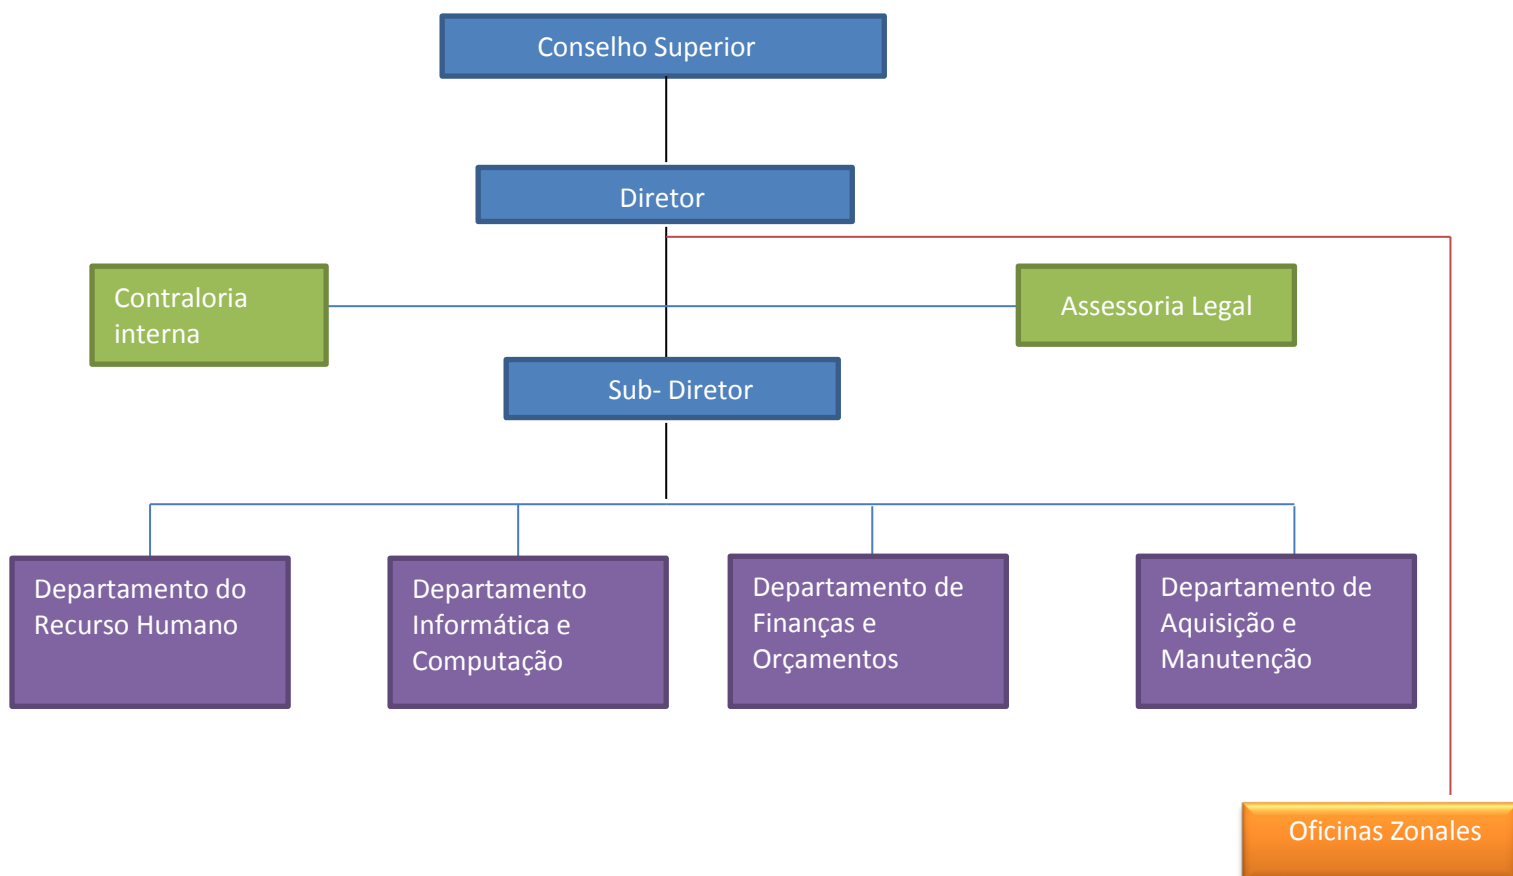 Conselho Superior
Diretor
Contraloria
interna
Assessoria Legal
Sub- Diretor
Departamento do
Recurso Humano
Departamento
Informática e
Computação
Departamento de
Finanças e
Orçamentos
Departamento de
Aquisição e
Manutenção
Oficinas Zonales